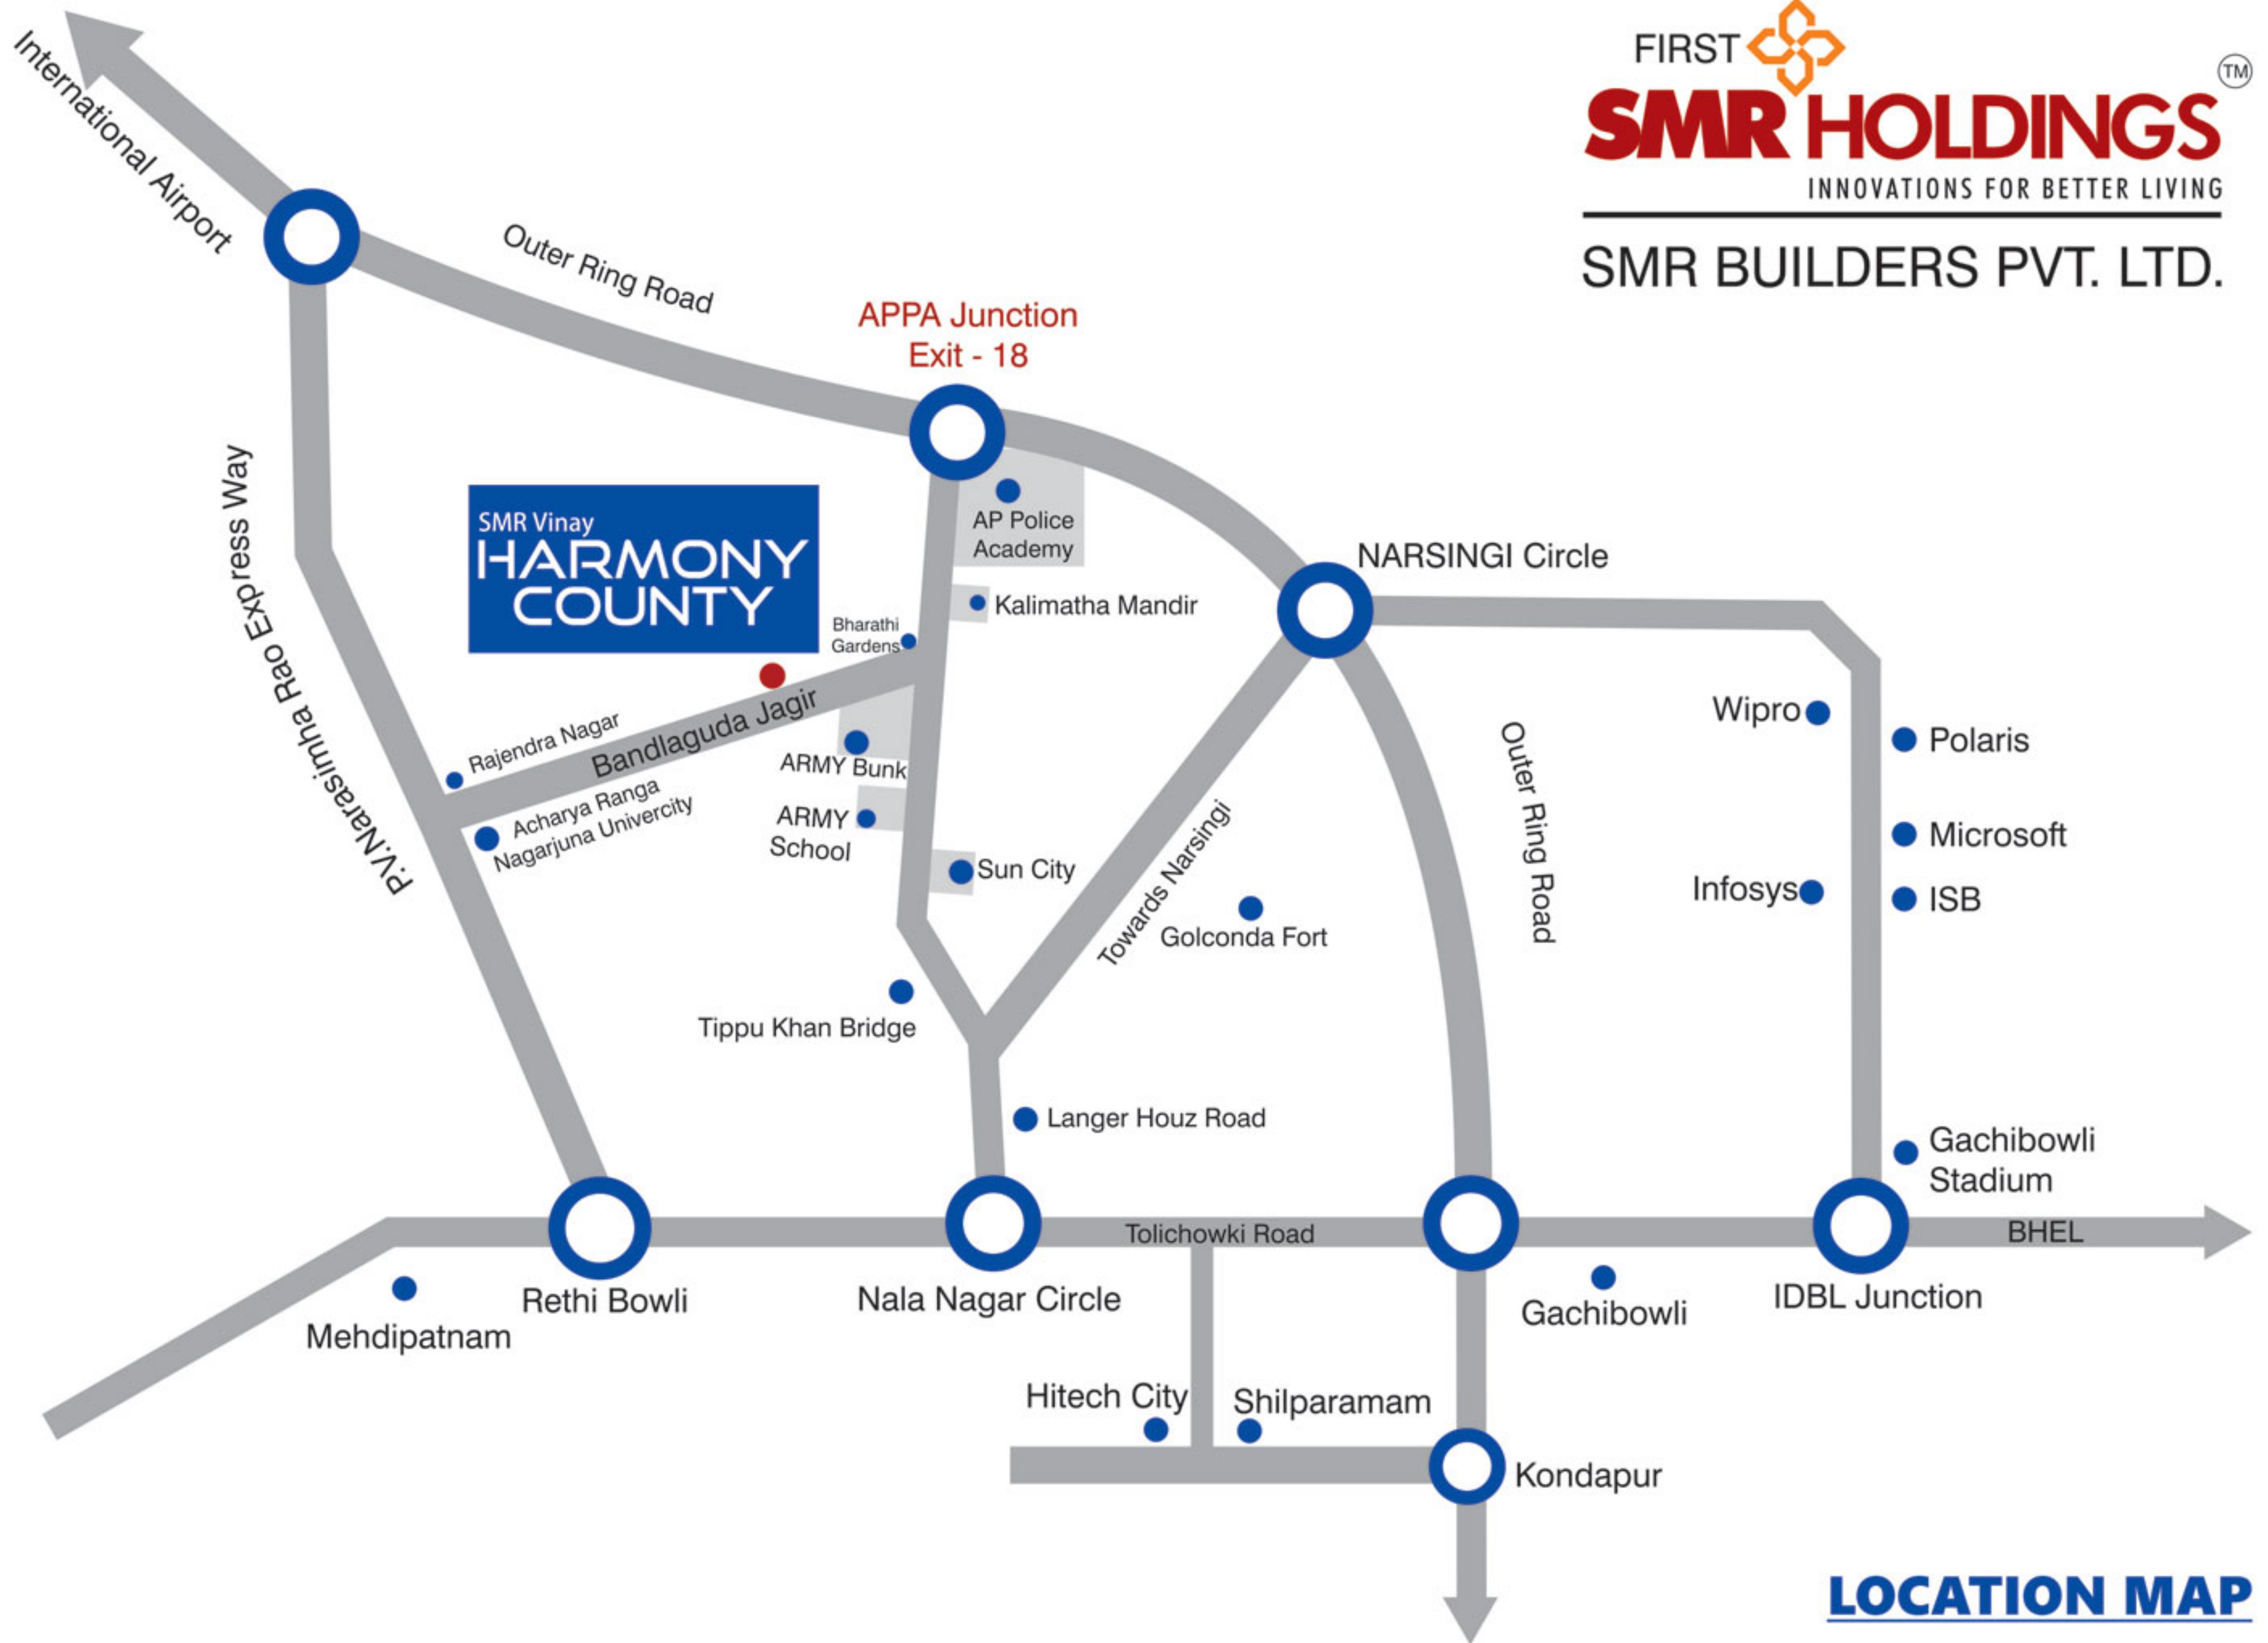 FIRST
SMR HOLDINGS
TM
INNOVATIONS FOR BETTER LIVING
SMR BUILDERS PVT. LTD.
International Airport
Outer Ring Road
APPA Junction
Exit - 18
P.V.Narasimha Rao Express Way
SMR Vinay
HARMONY
COUNTY
AP Police
Academy
Kalimatha Mandir
Bharathi
Gardens
NARSINGI Circle
Rajendra Nagar
Bandlaguda Jagir
Acharya Ranga
Nagarjuna Univercity
ARMY Bunk
ARMY
School
Sun City
Towards Narsingi
Golconda Fort
Outer Ring Road
Wipro
Polaris
Microsoft
Infosys
ISB
Tippu Khan Bridge
Langer Houz Road
Gachibowli
Stadium
Tolichowki Road
BHEL
Mehdipatnam
Rethi Bowli
Nala Nagar Circle
Gachibowli
IDBL Junction
Hitech City
Shilparamam
Kondapur
LOCATION MAP